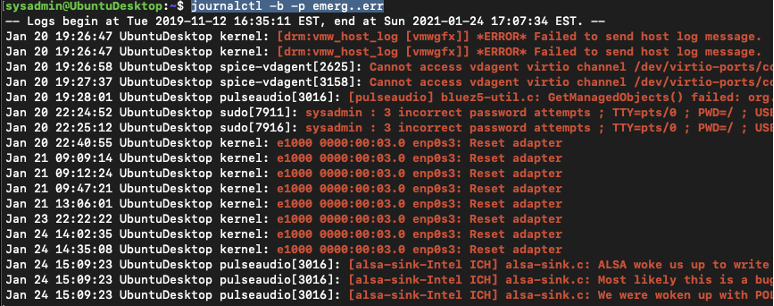 [sysadmin@UbuntuDesktop:~$ journalctl -b -p emerg..err
-- Logs begin at Tue 2019-11-12 16:35:11 EST, end at Sun 2021-01-24 17:07:34 EST. --
Jan 20 19:26:47 UbuntuDesktop kernel: [drm:vmw_host_log [vmwgfx]] *ERROR* Failed to send host log message.
Jan 20 19:26:47 UbuntuDesktop kernel: [drm:vmw_host_log [vmwgfx]] *ERROR* Failed to send host log message.
Jan 20 19:26:58 UbuntuDesktop spice-vdagent[2625]: Cannot access vdagent virtio channel /dev/virtio-ports/co
Jan 20 19:27:37 UbuntuDesktop spice-vdagent[3158]: Cannot access vdagent virtio channel /dev/virtio-ports/co
Jan 20 19:28:01 UbuntuDesktop pulseaudio[3016]: [pulseaudio] bluez5-util.c: GetManagedObjects() failed: org.
Jan 20 22:24:52 UbuntuDesktop sudo[7911]: sysadmin : 3 incorrect password attempts ; TTY=pts/0 ; PWD=/ ; USE
Jan 20 22:25:12 UbuntuDesktop sudo[7916]: sysadmin : 3 incorrect password attempts ; TTY=pts/0 ; PWD=/ ; USE
Jan 20 22:40:55 UbuntuDesktop kernel: e1000 0000:00:03.0 enp0s3: Reset adapter
Jan 21 09:09:14 UbuntuDesktop kernel: e1000 0000:00:03.0 enp0s3: Reset adapter
Jan 21 09:12:24 UbuntuDesktop kernel: e1000 0000:00:03.0 enp0s3: Reset adapter
Jan 21 09:47:21 UbuntuDesktop kernel: e1000 0000:00:03.0 enp0s3: Reset adapter
Jan 21 13:06:01 UbuntuDesktop kernel: e1000 0000:00:03.0 enp0s3: Reset adapter
Jan 23 22:22:22 UbuntuDesktop kernel: e1000 0000:00:03.0 enp0s3: Reset adapter
Jan 24 14:02:35 UbuntuDesktop kernel: e1000 0000:00:03.0 enp0s3: Reset adapter
Jan 24 14:35:08 UbuntuDesktop kernel: e1000 0000:00:03.0 enp0s3: Reset adapter
Jan 24 15:09:23 UbuntuDesktop pulseaudio[3016]: [alsa-sink-Intel ICH] alsa-sink.c: ALSA woke us up to write
Jan 24 15:09:23 UbuntuDesktop pulseaudio[3016]: [alsa-sink-Intel ICH] alsa-sink.c: Most likely this is a bug
Jan 24 15:09:23 UbuntuDesktop pulseaudio[3016]: [alsa-sink-Intel ICH] alsa-sink.c: We were woken up with PO